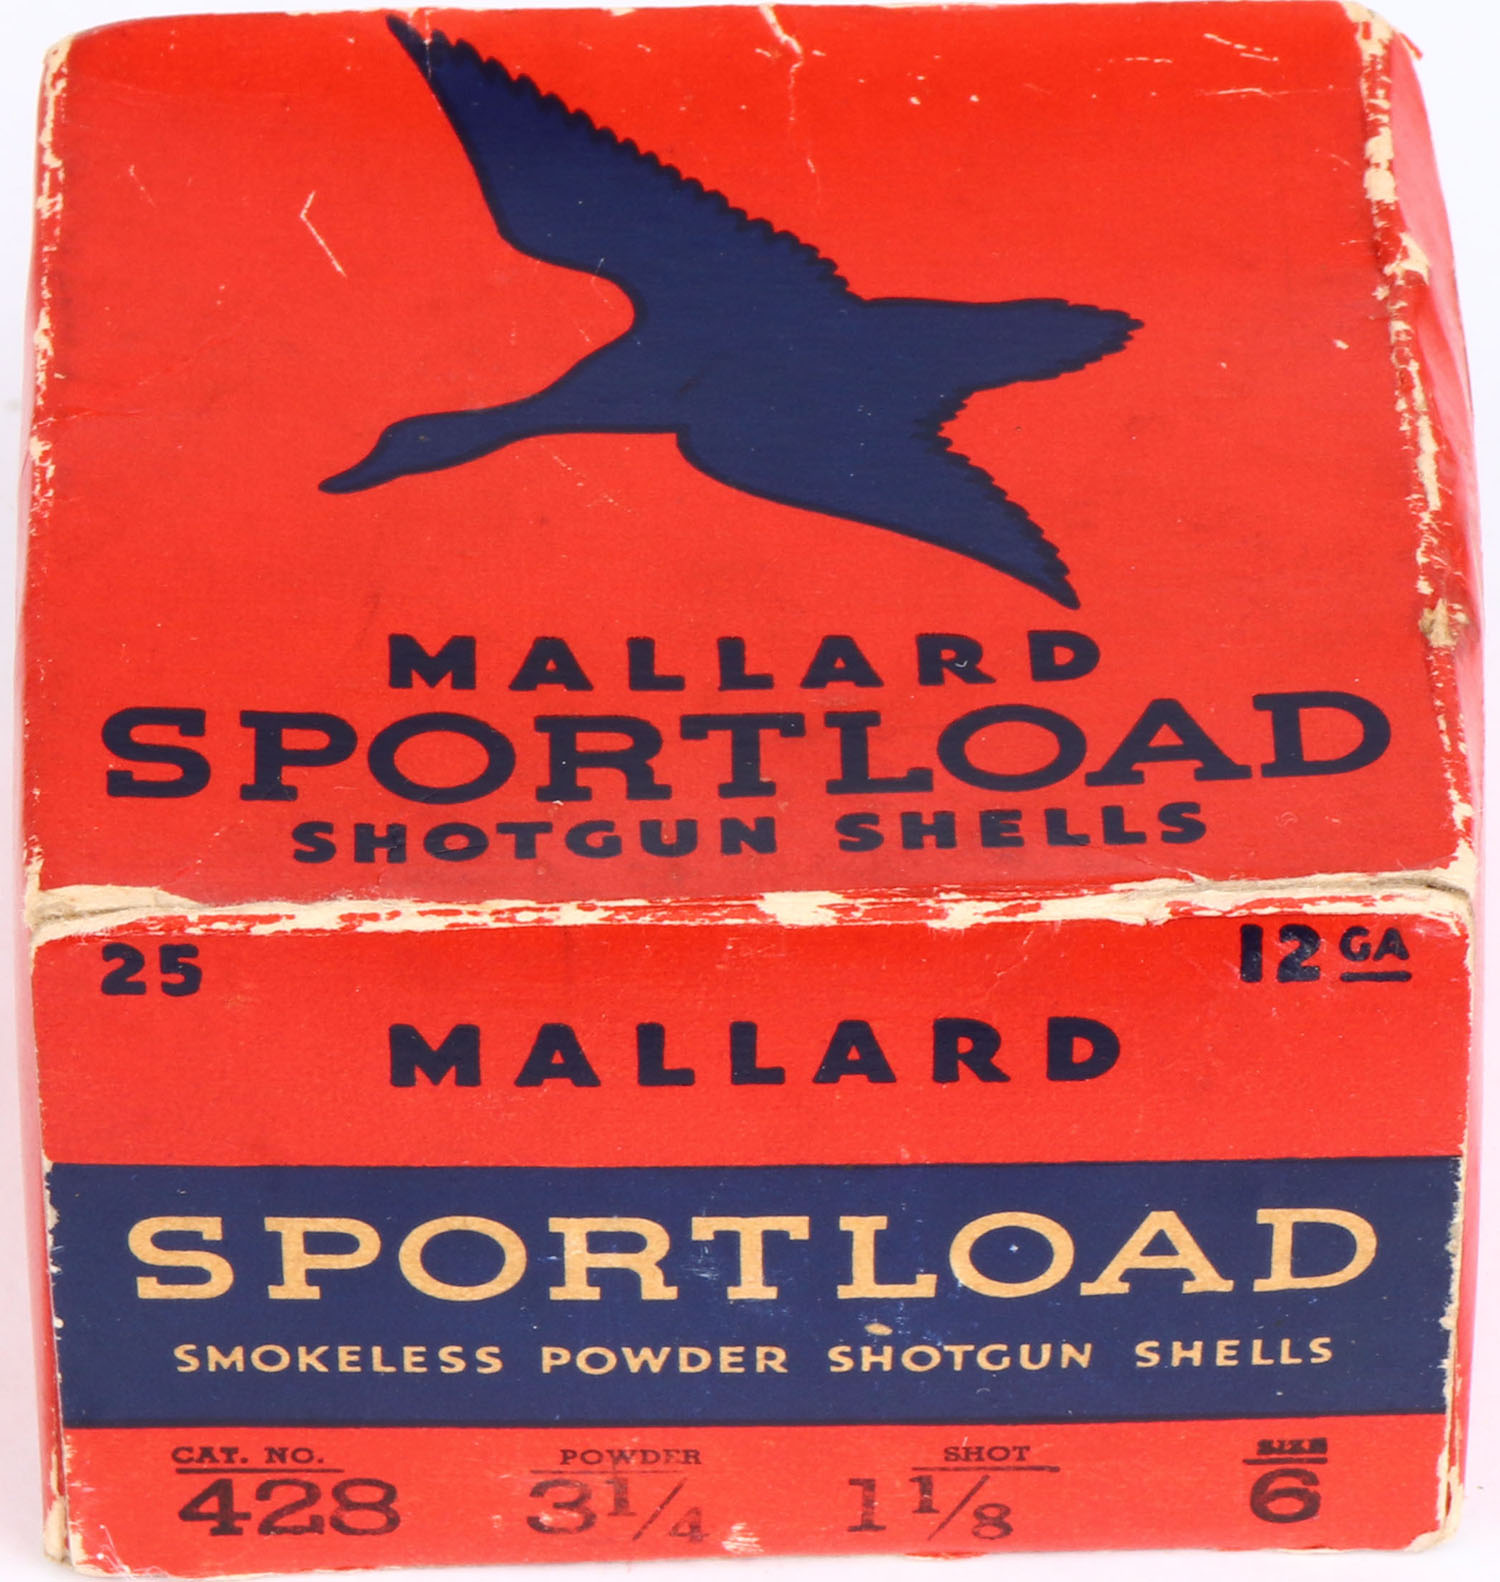 MALLARD
SPORTLOAD
SHOTGUN SHELLS
25 12 GA
MALLARD
SPORTLOAD
SMOKELESS POWDER SHOTGUN SHELLS
CAT. NO. POWDER SHOT SIZE
428 3 1/4 1 1/8 6